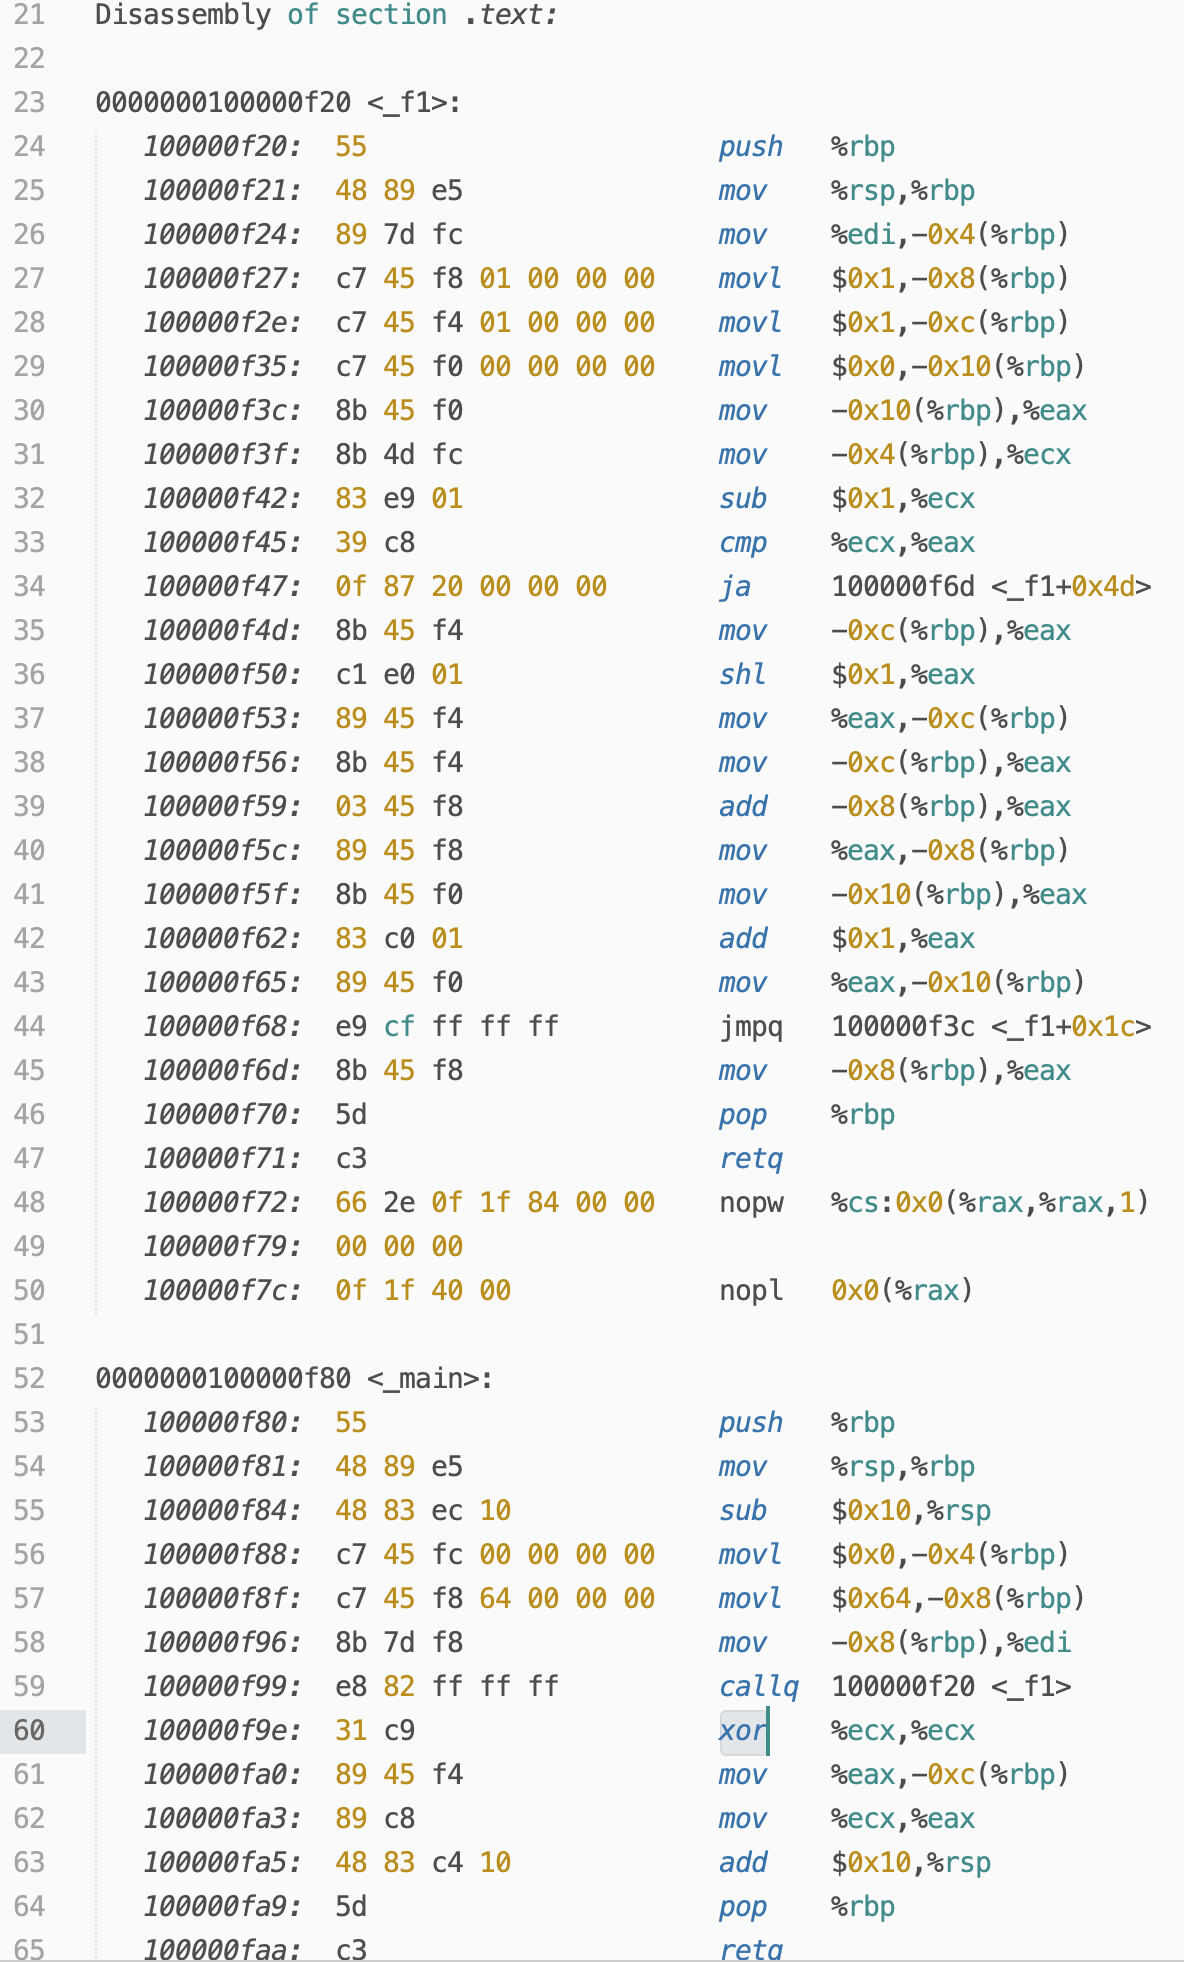 21 Disassembly of section .text:
22
23 0000000100000f20 <_f1>:
24 100000f20: 55 push %rbp
25 100000f21: 48 89 e5 mov %rsp,%rbp
26 100000f24: 89 7d fc mov %edi,-0x4(%rbp)
27 100000f27: c7 45 f8 01 00 00 00 movl $0x1,-0x8(%rbp)
28 100000f2e: c7 45 f4 01 00 00 00 movl $0x1,-0xc(%rbp)
29 100000f35: c7 45 f0 00 00 00 00 movl $0x0,-0x10(%rbp)
30 100000f3c: 8b 45 f0 mov -0x10(%rbp),%eax
31 100000f3f: 8b 4d fc mov -0x4(%rbp),%ecx
32 100000f42: 83 e9 01 sub $0x1,%ecx
33 100000f45: 39 c8 cmp %ecx,%eax
34 100000f47: 0f 87 20 00 00 00 ja 100000f6d <_f1+0x4d>
35 100000f4d: 8b 45 f4 mov -0xc(%rbp),%eax
36 100000f50: c1 e0 01 shl $0x1,%eax
37 100000f53: 89 45 f4 mov %eax,-0xc(%rbp)
38 100000f56: 8b 45 f4 mov -0xc(%rbp),%eax
39 100000f59: 03 45 f8 add -0x8(%rbp),%eax
40 100000f5c: 89 45 f8 mov %eax,-0x8(%rbp)
41 100000f5f: 8b 45 f0 mov -0x10(%rbp),%eax
42 100000f62: 83 c0 01 add $0x1,%eax
43 100000f65: 89 45 f0 mov %eax,-0x10(%rbp)
44 100000f68: e9 cf ff ff ff jmpq 100000f3c <_f1+0x1c>
45 100000f6d: 8b 45 f8 mov -0x8(%rbp),%eax
46 100000f70: 5d pop %rbp
47 100000f71: c3 retq
48 100000f72: 66 2e 0f 1f 84 00 00 nopw %cs:0x0(%rax,%rax,1)
49 100000f79: 00 00 00
50 100000f7c: 0f 1f 40 00 nopl 0x0(%rax)
51
52 0000000100000f80 <_main>:
53 100000f80: 55 push %rbp
54 100000f81: 48 89 e5 mov %rsp,%rbp
55 100000f84: 48 83 ec 10 sub $0x10,%rsp
56 100000f88: c7 45 fc 00 00 00 00 movl $0x0,-0x4(%rbp)
57 100000f8f: c7 45 f8 64 00 00 00 movl $0x64,-0x8(%rbp)
58 100000f96: 8b 7d f8 mov -0x8(%rbp),%edi
59 100000f99: e8 82 ff ff ff callq 100000f20 <_f1>
60 100000f9e: 31 c9 xor %ecx,%ecx
61 100000fa0: 89 45 f4 mov %eax,-0xc(%rbp)
62 100000fa3: 89 c8 mov %ecx,%eax
63 100000fa5: 48 83 c4 10 add $0x10,%rsp
64 100000fa9: 5d pop %rbp
65 100000faa: c3 retq